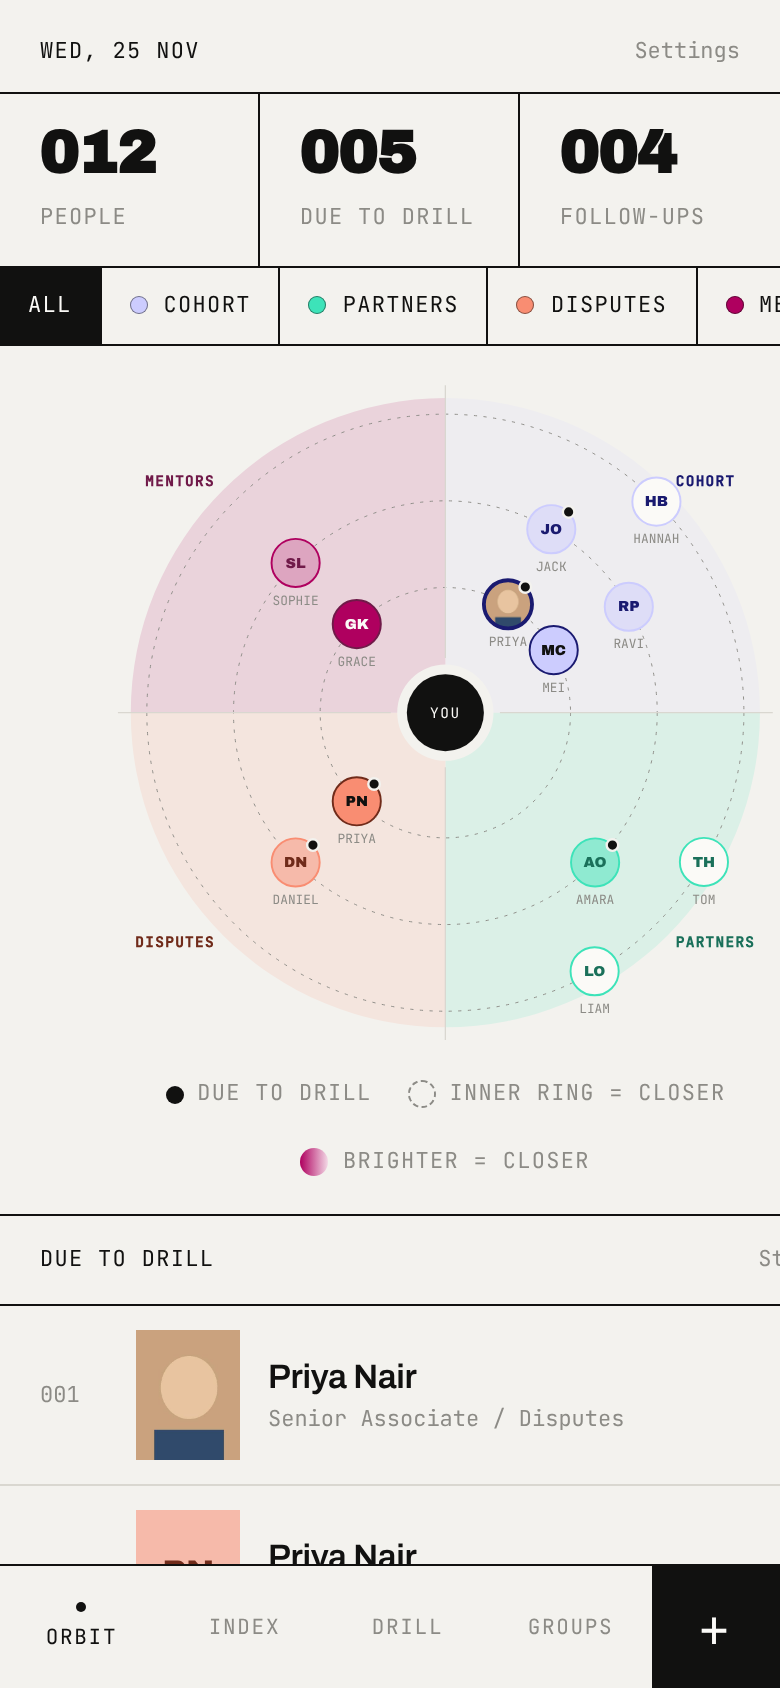 WED, 25 NOV
Settings
012
005
004
PEOPLE
DUE TO DRILL
FOLLOW-UPS
ALL
COHORT
PARTNERS
DISPUTES
ME
MENTORS
COHORT
HB
HANNAH
JO
JACK
SL
SOPHIE
PRIYA
RP
RAVI
GK
GRACE
MC
MEI
YOU
PN
PRIYA
DN
DANIEL
AO
AMARA
TH
TOM
DISPUTES
PARTNERS
LO
LIAM
DUE TO DRILL
INNER RING = CLOSER
BRIGHTER = CLOSER
DUE TO DRILL
St
001
Priya Nair
Senior Associate / Disputes
PN
Priya Nair
ORBIT
INDEX
DRILL
GROUPS
+